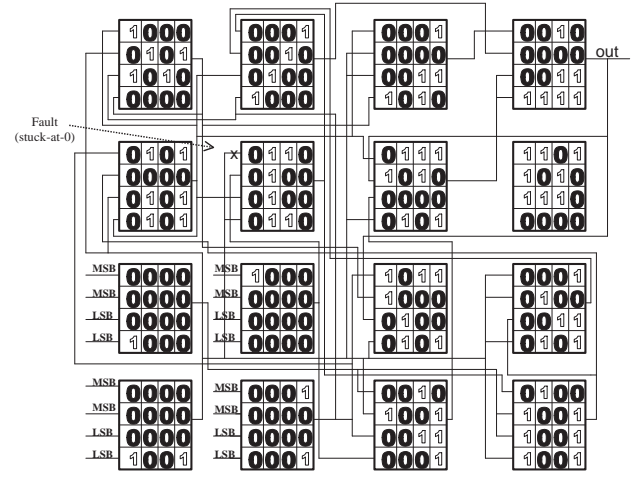 1000 0001 0001 0010
0101 0000 0000 0000 out
1010 0100 0011 0011
0000 1000 1010 1111
Fault
(stuck-at-0)
0101 x 0110 0111 1101
0000 0100 1010 1010
0101 0100 0000 0111
0101 0110 0101 0000
MSB 0000 MSB 1000 1011 0001
MSB 0000 MSB 0000 1000 0100
LSB 0000 LSB 0000 0100 0011
LSB 1000 LSB 0000 0101 0101
MSB 0000 MSB 0001 0010 0100
MSB 0000 MSB 0000 1001 1001
LSB 0000 LSB 0000 0011 0011
LSB 1001 LSB 0001 0001 1001